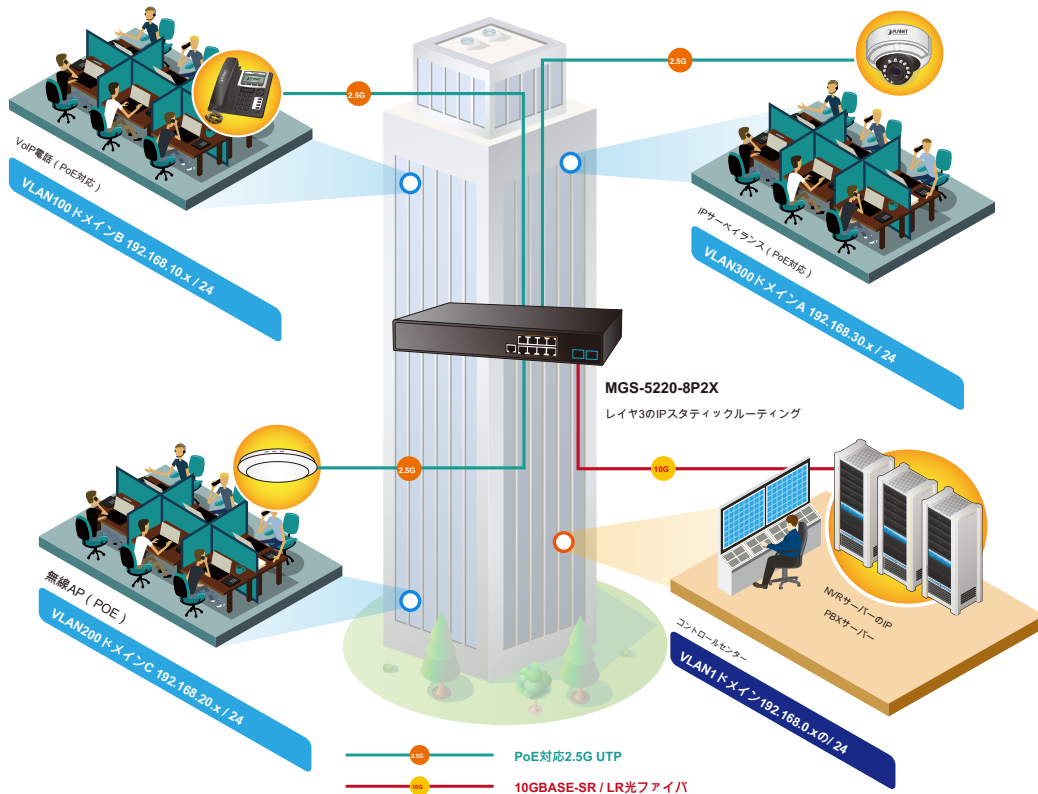 2.5G
PLANET
2.5G
VoIP電話 ( PoE対応 )
VLAN100ドメインB 192.168.10.x / 24
IPサーベイランス ( PoE対応 )
VLAN300ドメインA 192.168.30.x / 24
MGS-5220-8P2X
レイヤ3のIPスタティックルーティング
2.5G
10G
無線AP ( POE )
VLAN200ドメインC 192.168.20.x / 24
NVRサーバーのIP
PBXサーバー
コントロールセンター
VLAN1ドメイン192.168.0.xの/ 24
2.5G
PoE対応2.5G UTP
10G
10GBASE-SR / LR光ファイバ